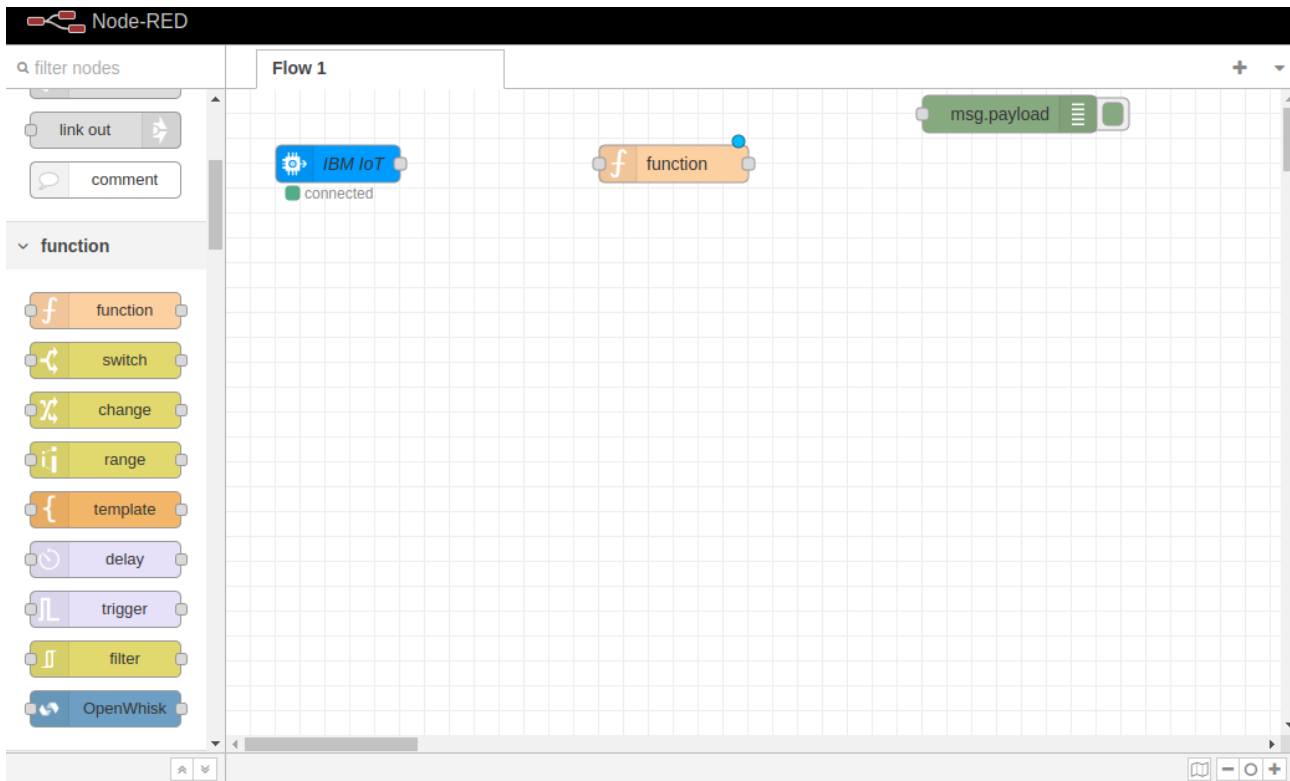 Node-RED
filter nodes
Flow 1
link out
comment
function
function
switch
change
range
template
delay
trigger
filter
OpenWhisk
IBM IoT
connected
function
msg.payload